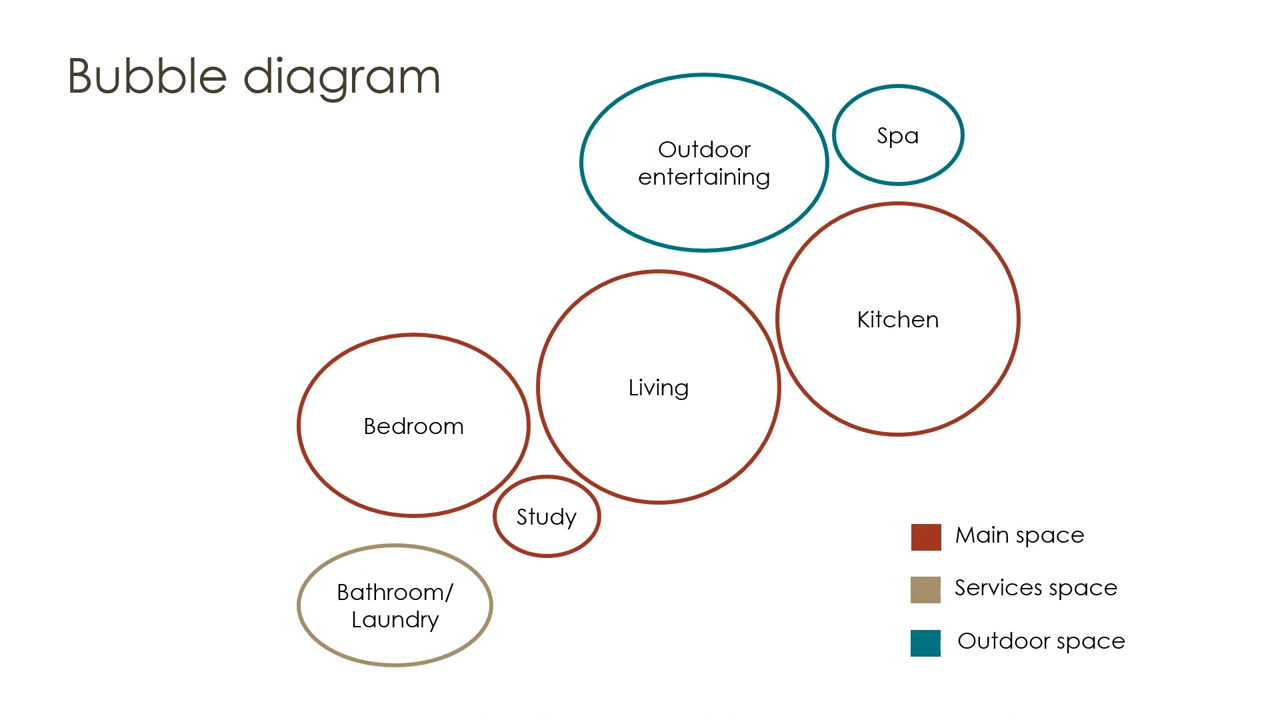 Bubble diagram
Outdoor
entertaining
Spa
Kitchen
Living
Bedroom
Study
Bathroom/
Laundry
Main space
Services space
Outdoor space